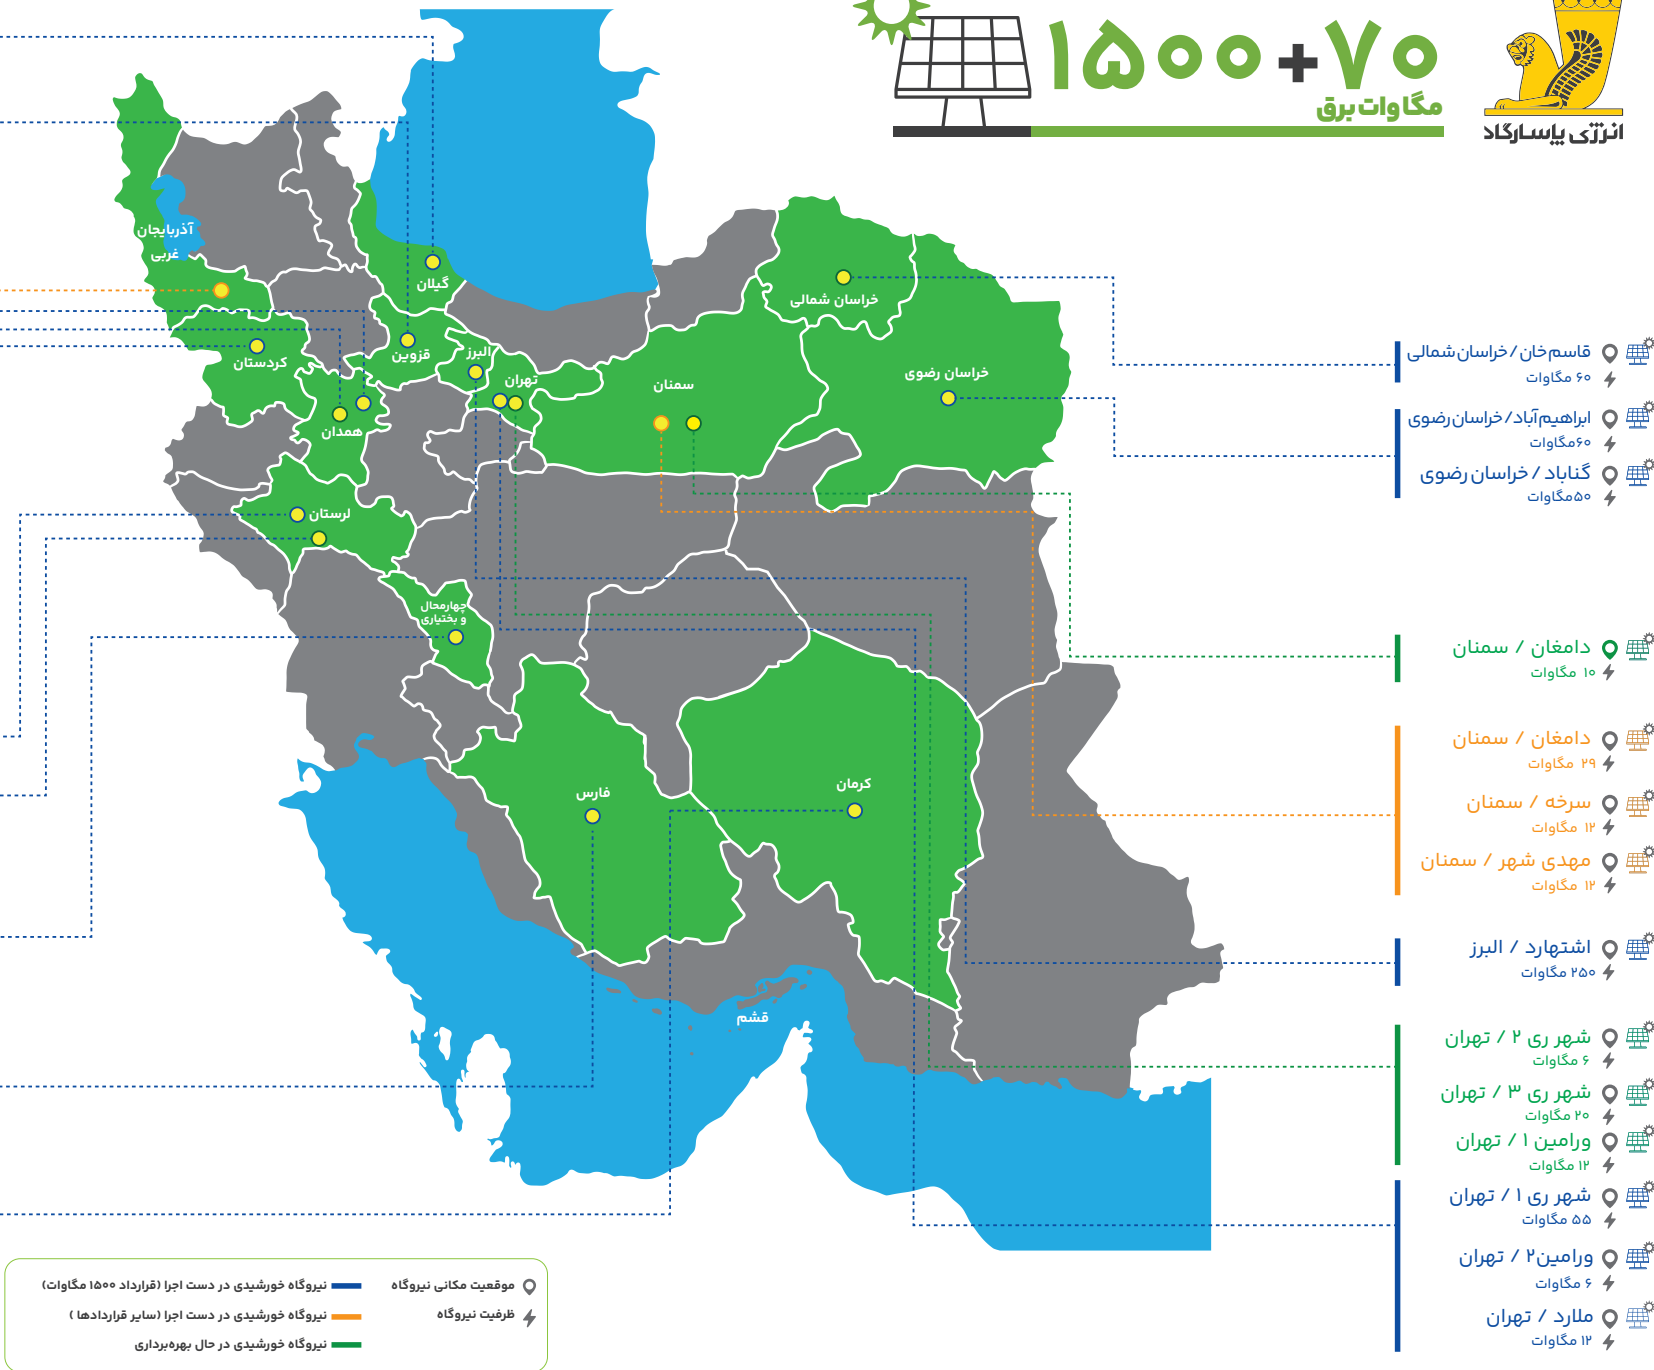 ۱۵۰۰+۷۰
مگاوات برق
انرژی پاسارگاد
آذربایجان
غربی
گیلان
خراسان شمالی
قزوین
البرز
کردستان
تهران
سمنان
خراسان رضوی
همدان
لرستان
چهارمحال
و بختیاری
فارس
کرمان
قشم
قاسم‌خان/خراسان شمالی
۶۰ مگاوات
ابراهیم‌آباد/خراسان رضوی
۶۰مگاوات
گناباد / خراسان رضوی
۵۰مگاوات
دامغان / سمنان
۱۰ مگاوات
دامغان / سمنان
۲۹ مگاوات
سرخه / سمنان
۱۲ مگاوات
مهدی شهر / سمنان
۱۲ مگاوات
اشتهارد / البرز
۲۵۰ مگاوات
شهر ری ۲ / تهران
۶ مگاوات
شهر ری ۳ / تهران
۲۰ مگاوات
ورامین ۱ / تهران
۱۲ مگاوات
شهر ری ۱ / تهران
۵۵ مگاوات
ورامین۲ / تهران
۶ مگاوات
ملارد / تهران
۱۲ مگاوات
موقعیت مکانی نیروگاه
ظرفیت نیروگاه
نیروگاه خورشیدی در دست اجرا (قرارداد ۱۵۰۰ مگاوات)
نیروگاه خورشیدی در دست اجرا (سایر قراردادها )
نیروگاه خورشیدی در حال بهره‌برداری